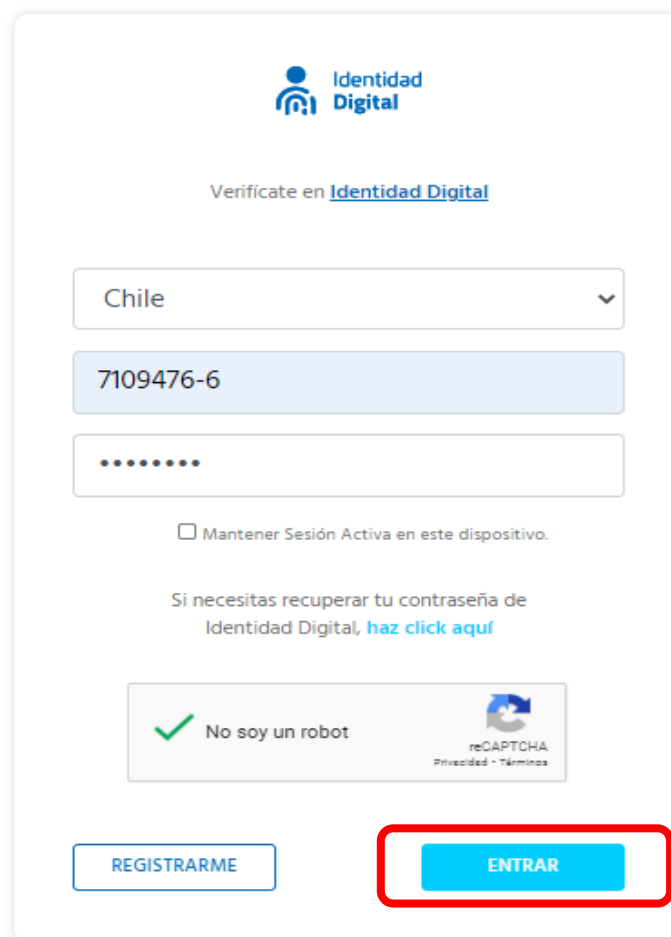 Identidad
Digital
Verifícate en Identidad Digital
Chile
7109476-6
••••••••
Mantener Sesión Activa en este dispositivo.
Si necesitas recuperar tu contraseña de
Identidad Digital, haz click aquí
No soy un robot
reCAPTCHA
Privacidad - Términos
REGISTRARME
ENTRAR